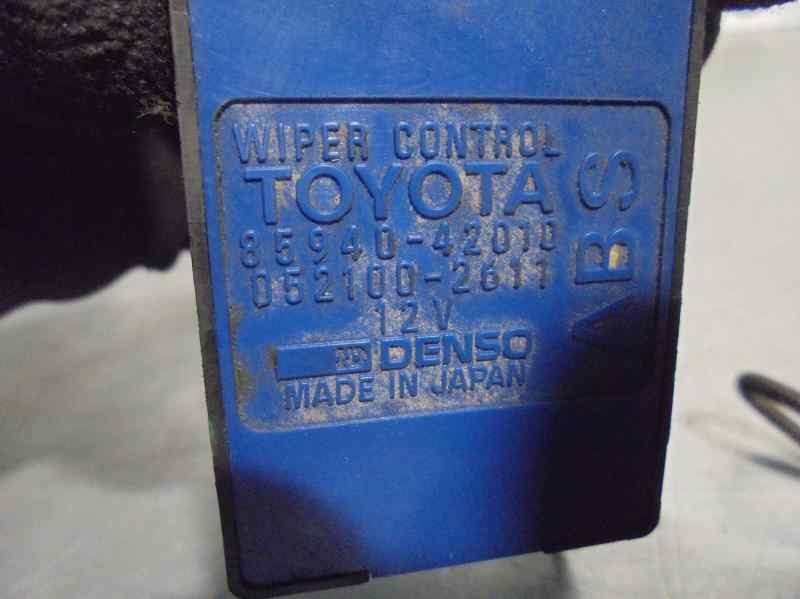 WIPER CONTROL
TOYOTA
85940-42010
052100-2611
12V
DENSO
MADE IN JAPAN
ABS